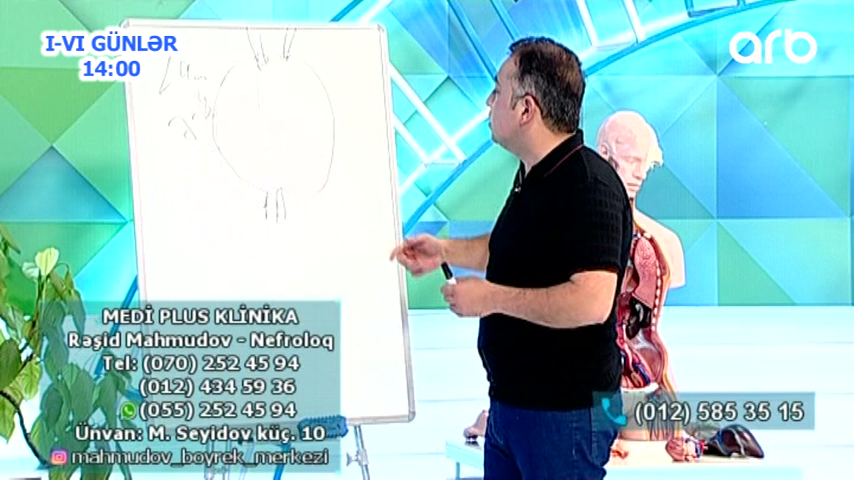 I-VI GÜNLƏR
14:00
arb
MEDİ PLUS KLİNİKA
Rəşid Mahmudov - Nefroloq
Tel: (070) 252 45 94
(012) 434 59 36
(055) 252 45 94
Ünvan: M. Seyidov küç. 10
mahmudov_boyrek_merkezi
(012) 585 35 15